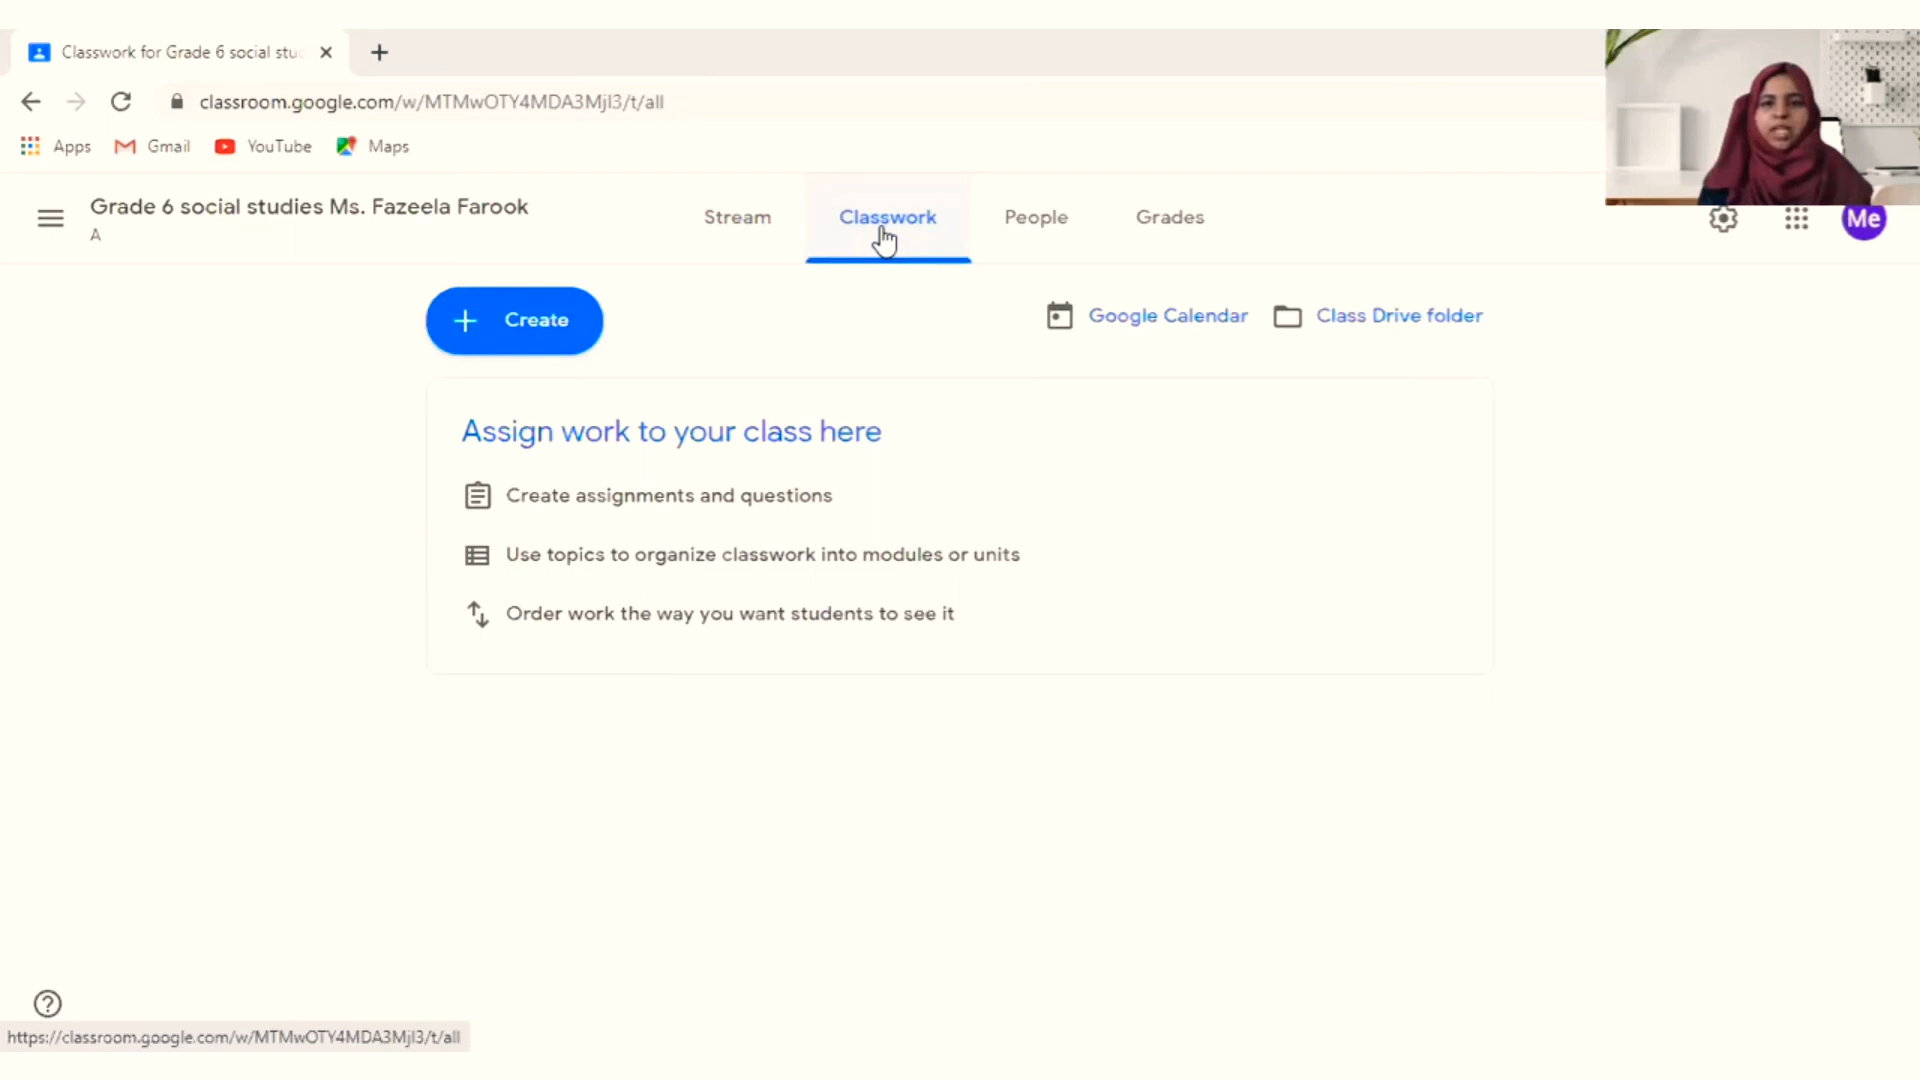 Classwork for Grade 6 social stu
classroom.google.com/w/MTMwOTY4MDA3MjI3/t/all
Apps Gmail YouTube Maps
Grade 6 social studies Ms. Fazeela Farook
A
Stream Classwork People Grades
Me
Create
Google Calendar Class Drive folder
Assign work to your class here
Create assignments and questions
Use topics to organize classwork into modules or units
Order work the way you want students to see it
https://classroom.google.com/w/MTMwOTY4MDA3MjI3/t/all